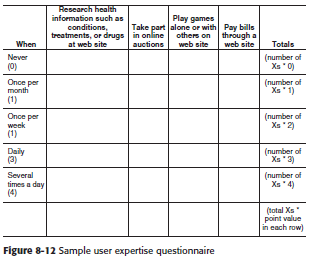 When
Research health
information such as
conditions,
treatments, or drugs
at web site
Take part
in online
auctions
Play games
alone or with
others on
web site
Pay bills
through a
web site
Totals
Never
(0)
(number of
Xs * 0)
Once per
month
(1)
(number of
Xs * 1)
Once per
week
(1)
(number of
Xs * 2)
Daily
(3)
(number of
Xs * 3)
Several
times a day
(4)
(number of
Xs * 4)
(total Xs *
point value
in each row)
Figure 8-12 Sample user expertise questionnaire